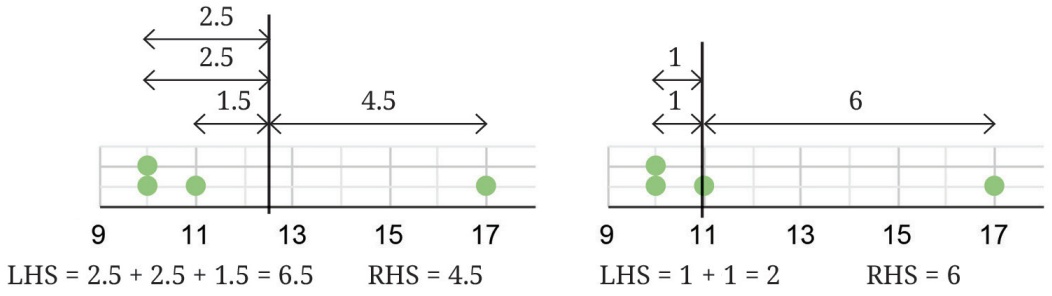 2.5
2.5
1.5 4.5
9 11 13 15 17
LHS = 2.5 + 2.5 + 1.5 = 6.5 RHS = 4.5
1
1 6
9 11 13 15 17
LHS = 1 + 1 = 2 RHS = 6